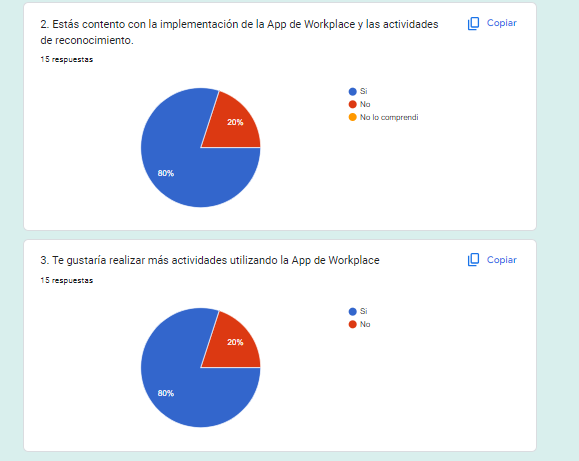 2. Estás contento con la implementación de la App de Workplace y las actividades
de reconocimiento.
Copiar
15 respuestas
Si
No
No lo comprendi
20%
80%
3. Te gustaría realizar más actividades utilizando la App de Workplace
Copiar
15 respuestas
Si
No
20%
80%